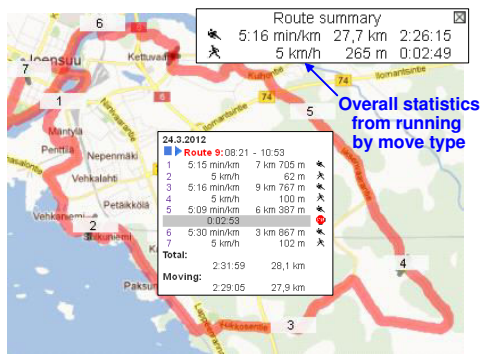 Route summary
5:16 min/km 27,7 km 2:26:15
5 km/h 265 m 0:02:49
Overall statistics
from running
by move type
6
Joensuu
Kettuvaara
7
1
6
74
Kulhontie
74
Ilomantsintie
5
Niinivaarantie
Mäntylä
Penttilä
Nepenmäki
Vehkalahti
Petäikkölä
2
4
3
24.3.2012
Route 9: 08:21 - 10:53
1 5:15 min/km 7 km 705 m
2 5 km/h 62 m
3 5:16 min/km 9 km 767 m
4 5 km/h 100 m
5 5:09 min/km 6 km 387 m
0:02:53
6 5:30 min/km 3 km 867 m
7 5 km/h 102 m
Total:
2:31:59 28,1 km
Moving:
2:29:05 27,9 km